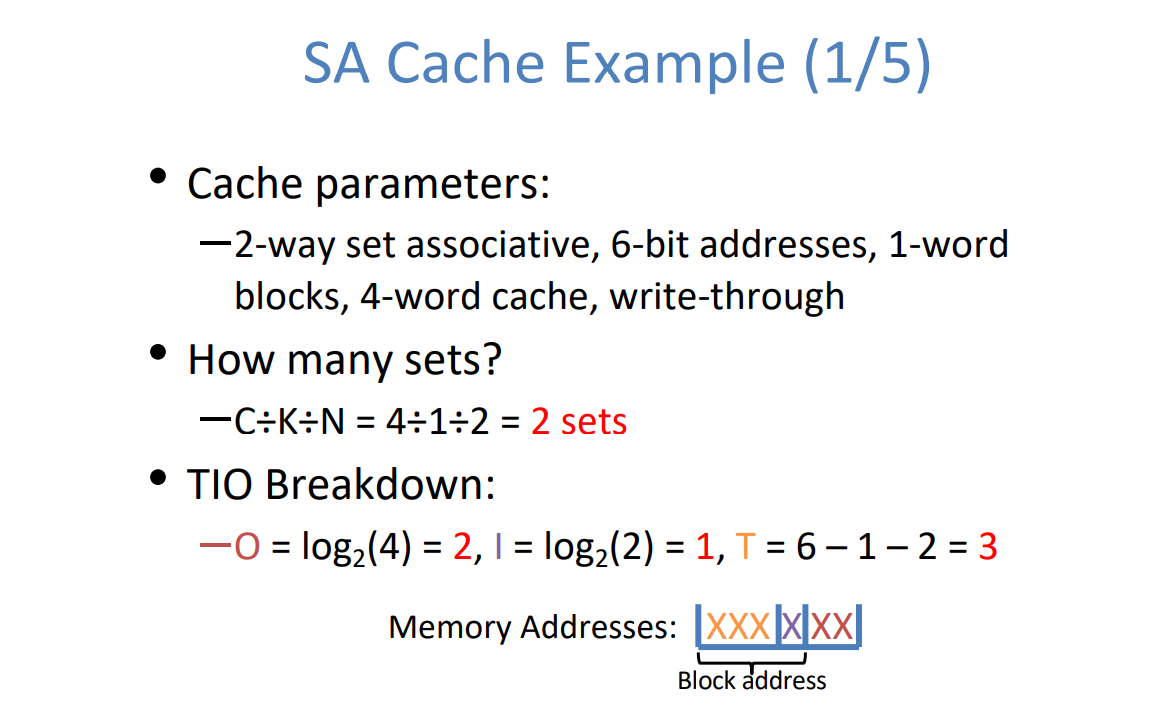 SA Cache Example (1/5)
• Cache parameters:
—2-way set associative, 6-bit addresses, 1-word
blocks, 4-word cache, write-through
• How many sets?
—C÷K÷N = 4÷1÷2 = 2 sets
• TIO Breakdown:
—O = log₂(4) = 2, I = log₂(2) = 1, T = 6 – 1 – 2 = 3
Memory Addresses: XXX X XX
Block address